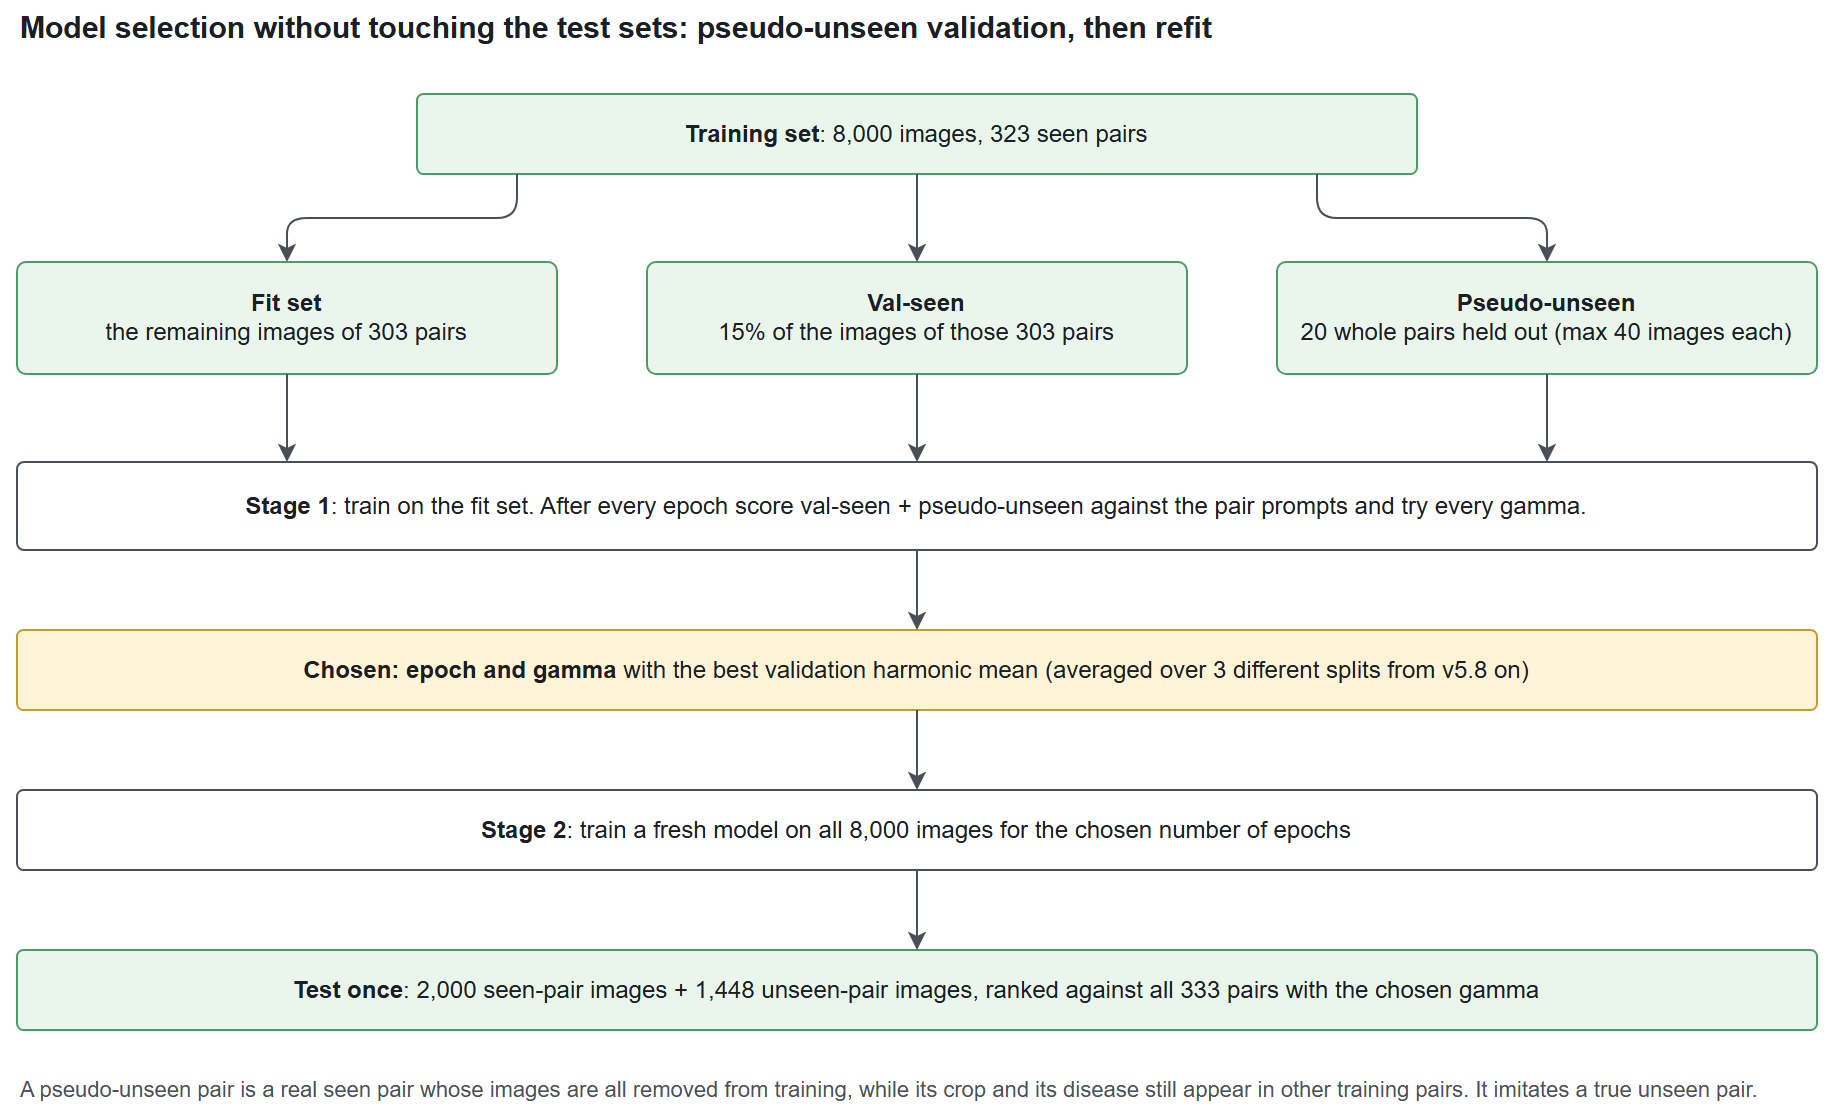 Model selection without touching the test sets: pseudo-unseen validation, then refit
Training set: 8,000 images, 323 seen pairs
Fit set
the remaining images of 303 pairs
Val-seen
15% of the images of those 303 pairs
Pseudo-unseen
20 whole pairs held out (max 40 images each)
Stage 1: train on the fit set. After every epoch score val-seen + pseudo-unseen against the pair prompts and try every gamma.
Chosen: epoch and gamma with the best validation harmonic mean (averaged over 3 different splits from v5.8 on)
Stage 2: train a fresh model on all 8,000 images for the chosen number of epochs
Test once: 2,000 seen-pair images + 1,448 unseen-pair images, ranked against all 333 pairs with the chosen gamma
A pseudo-unseen pair is a real seen pair whose images are all removed from training, while its crop and its disease still appear in other training pairs. It imitates a true unseen pair.